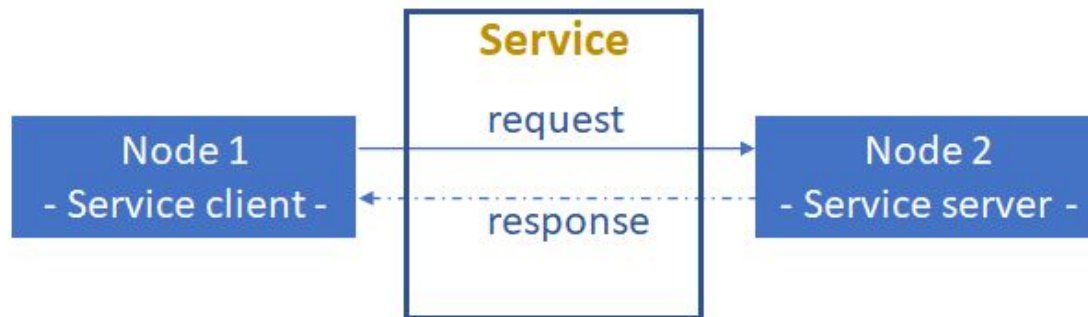 Service
request
Node 1
- Service client -
Node 2
- Service server -
response